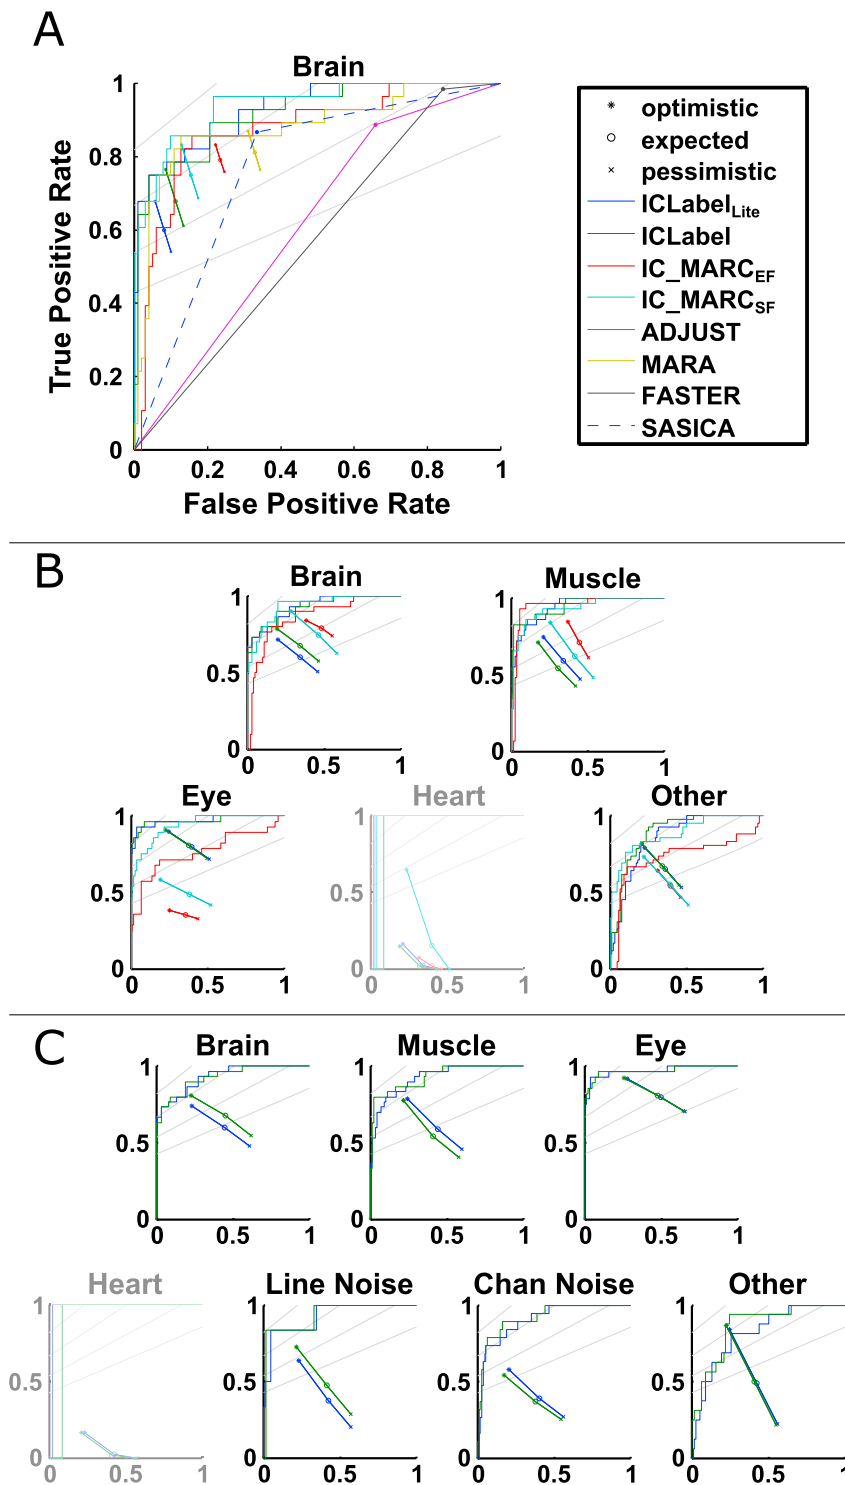 A
Brain
1
0.8
0.6
0.4
0.2
0
0 0.2 0.4 0.6 0.8 1
True Positive Rate
False Positive Rate
optimistic
expected
pessimistic
ICLabel_Lite
ICLabel
IC_MARC_EF
IC_MARC_SF
ADJUST
MARA
FASTER
SASICA
B
Brain
1
0.5
0
0 0.5 1
Muscle
1
0.5
0
0 0.5 1
Eye
1
0.5
0
0 0.5 1
Heart
1
0.5
0
0 0.5 1
Other
1
0.5
0
0 0.5 1
C
Brain
1
0.5
0
0 0.5 1
Muscle
1
0.5
0
0 0.5 1
Eye
1
0.5
0
0 0.5 1
Heart
1
0.5
0
0 0.5 1
Line Noise
1
0.5
0
0 0.5 1
Chan Noise
1
0.5
0
0 0.5 1
Other
1
0.5
0
0 0.5 1